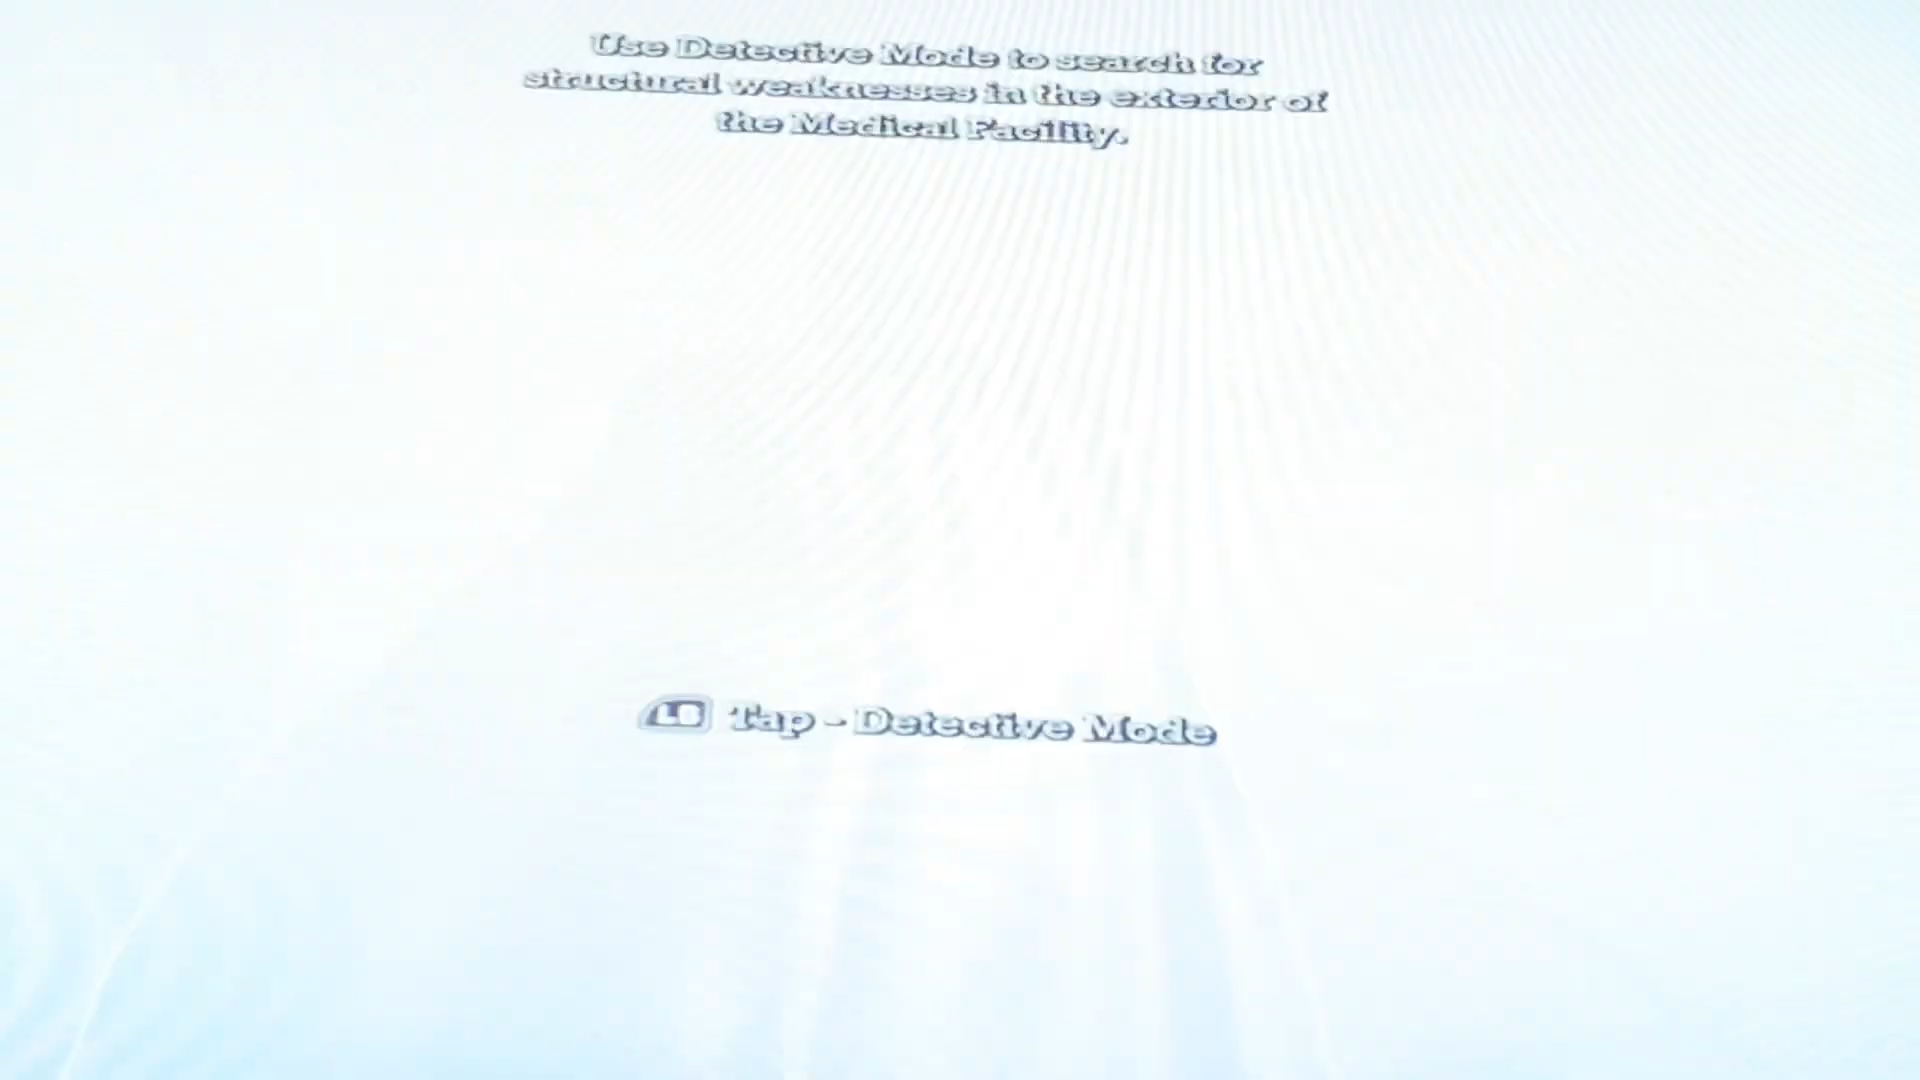 Use Detective Mode to search for
structural weaknesses in the exterior of
the Medical Facility.
LB Tap - Detective Mode